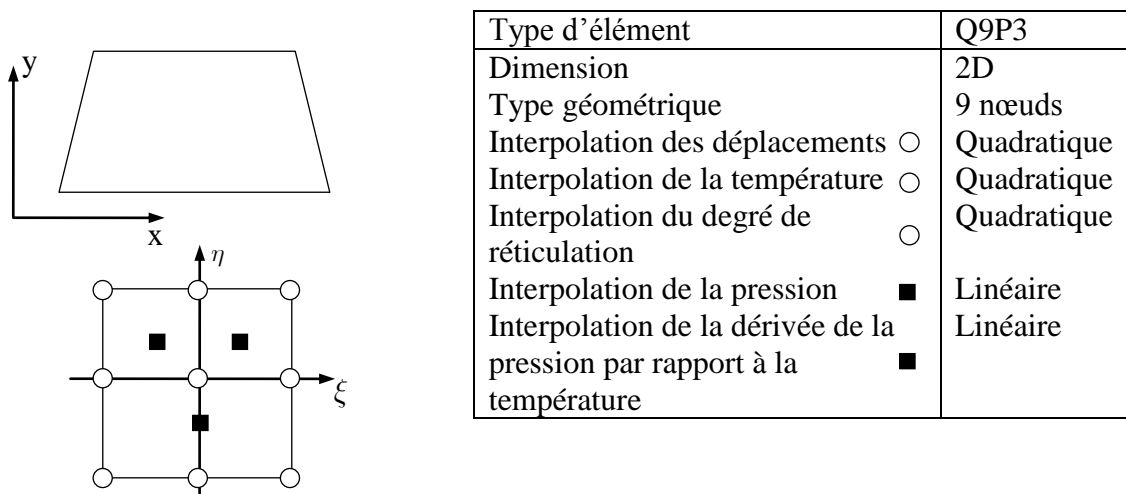 y
x
η
ξ
Type d’élément Q9P3
Dimension 2D
Type géométrique 9 nœuds
Interpolation des déplacements Quadratique
Interpolation de la température Quadratique
Interpolation du degré de Quadratique
réticulation
Interpolation de la pression Linéaire
Interpolation de la dérivée de la Linéaire
pression par rapport à la
température